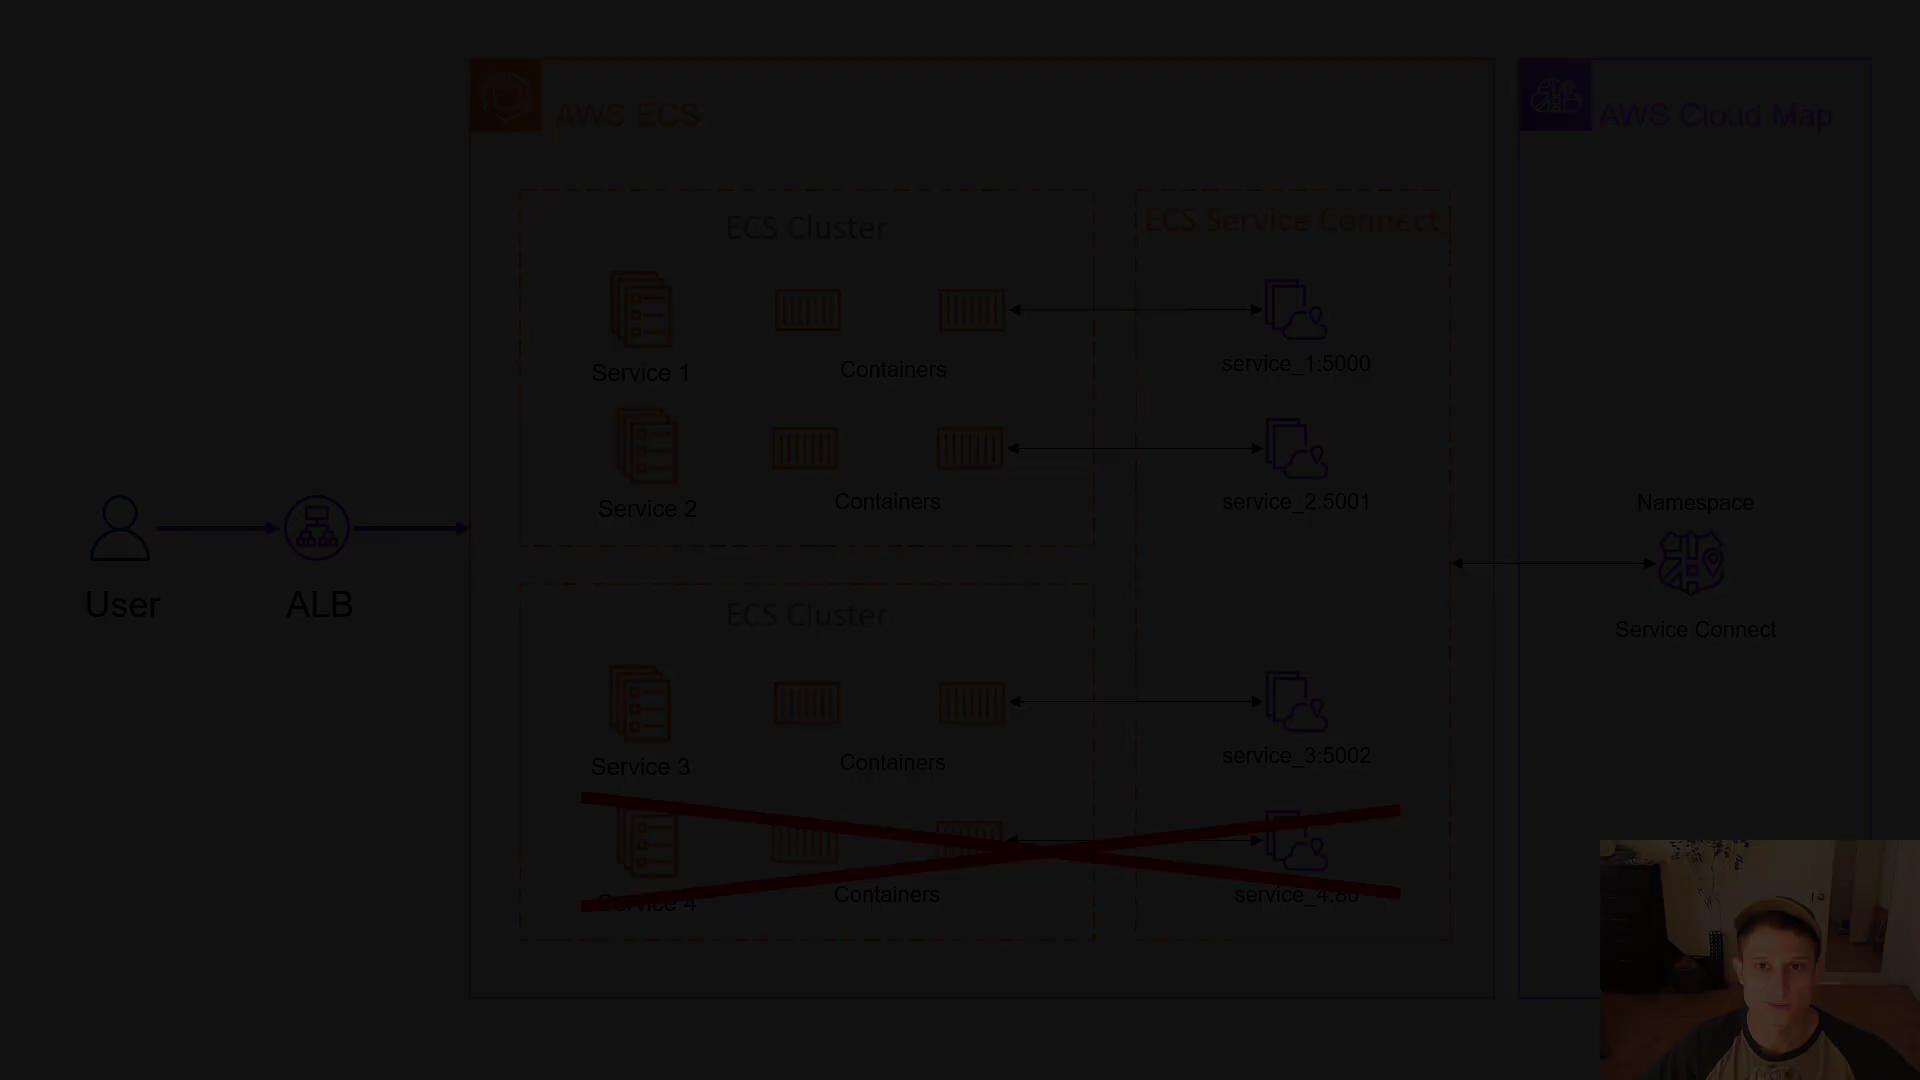 AWS ECS
AWS Cloud Map
ECS Cluster
ECS Service Connect
Service 1
Containers
service_1:5000
Service 2
Containers
service_2:5001
User
ALB
Namespace
Service Connect
ECS Cluster
Service 3
Containers
service_3:5002
Service 4
Containers
service_4:80